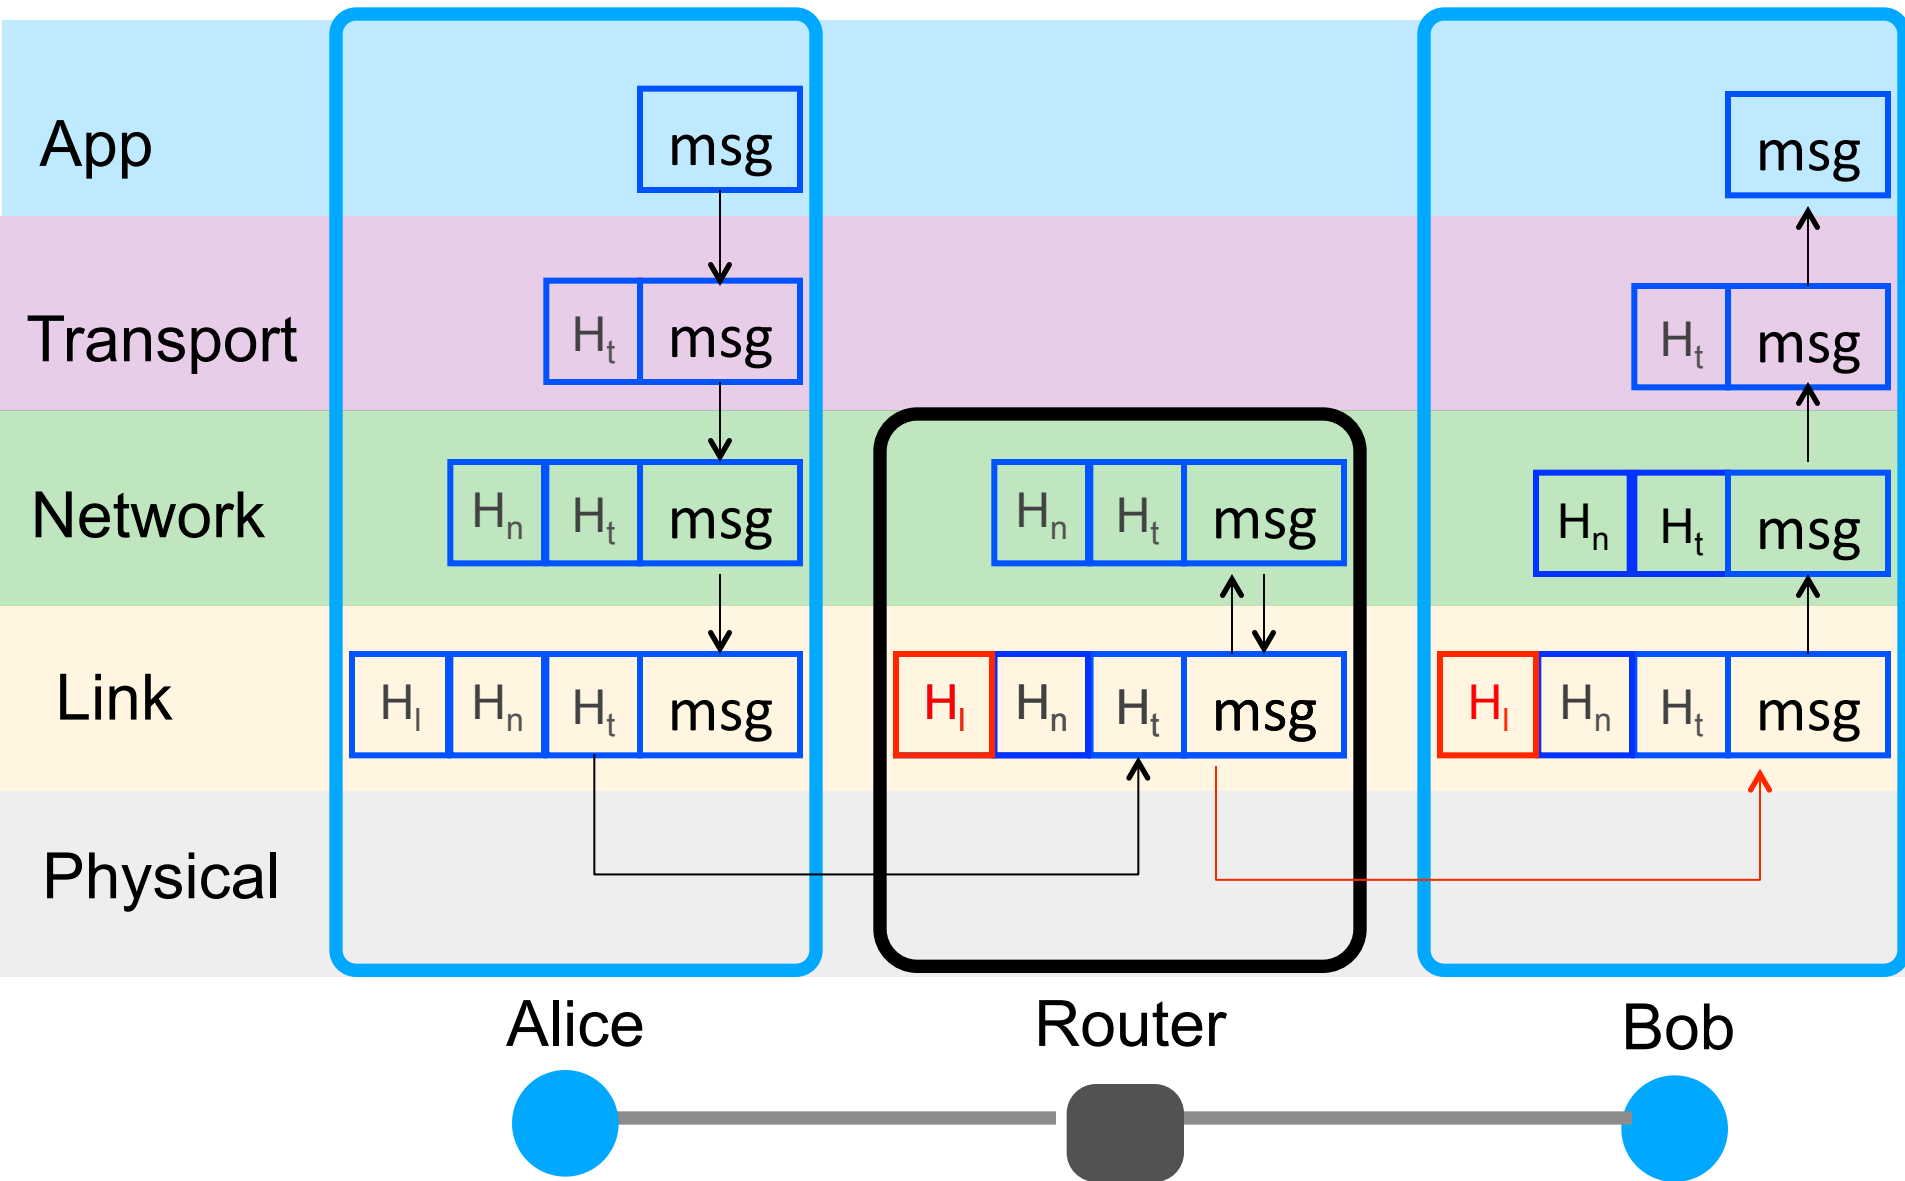 App msg msg
Transport Hₜ msg Hₜ msg
Network Hₙ Hₜ msg Hₙ Hₜ msg Hₙ Hₜ msg
Link Hₗ Hₙ Hₜ msg Hₗ Hₙ Hₜ msg Hₗ Hₙ Hₜ msg
Physical
Alice Router Bob